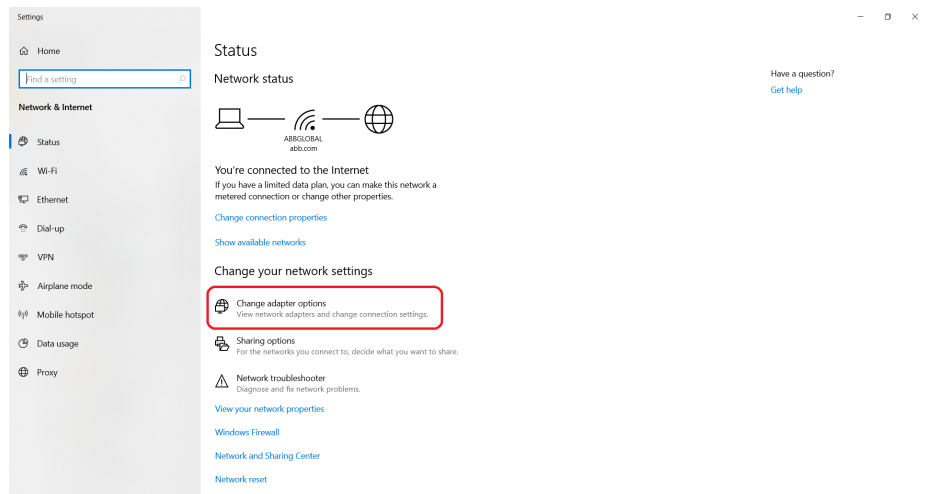 Settings
Home
Find a setting
Network & Internet
Status
Wi-Fi
Ethernet
Dial-up
VPN
Airplane mode
Mobile hotspot
Data usage
Proxy
Status
Network status
ABBGLOBAL
abb.com
You're connected to the Internet
If you have a limited data plan, you can make this network a
metered connection or change other properties.
Change connection properties
Show available networks
Change your network settings
Change adapter options
View network adapters and change connection settings.
Sharing options
For the networks you connect to, decide what you want to share.
Network troubleshooter
Diagnose and fix network problems.
View your network properties
Windows Firewall
Network and Sharing Center
Network reset
Have a question?
Get help